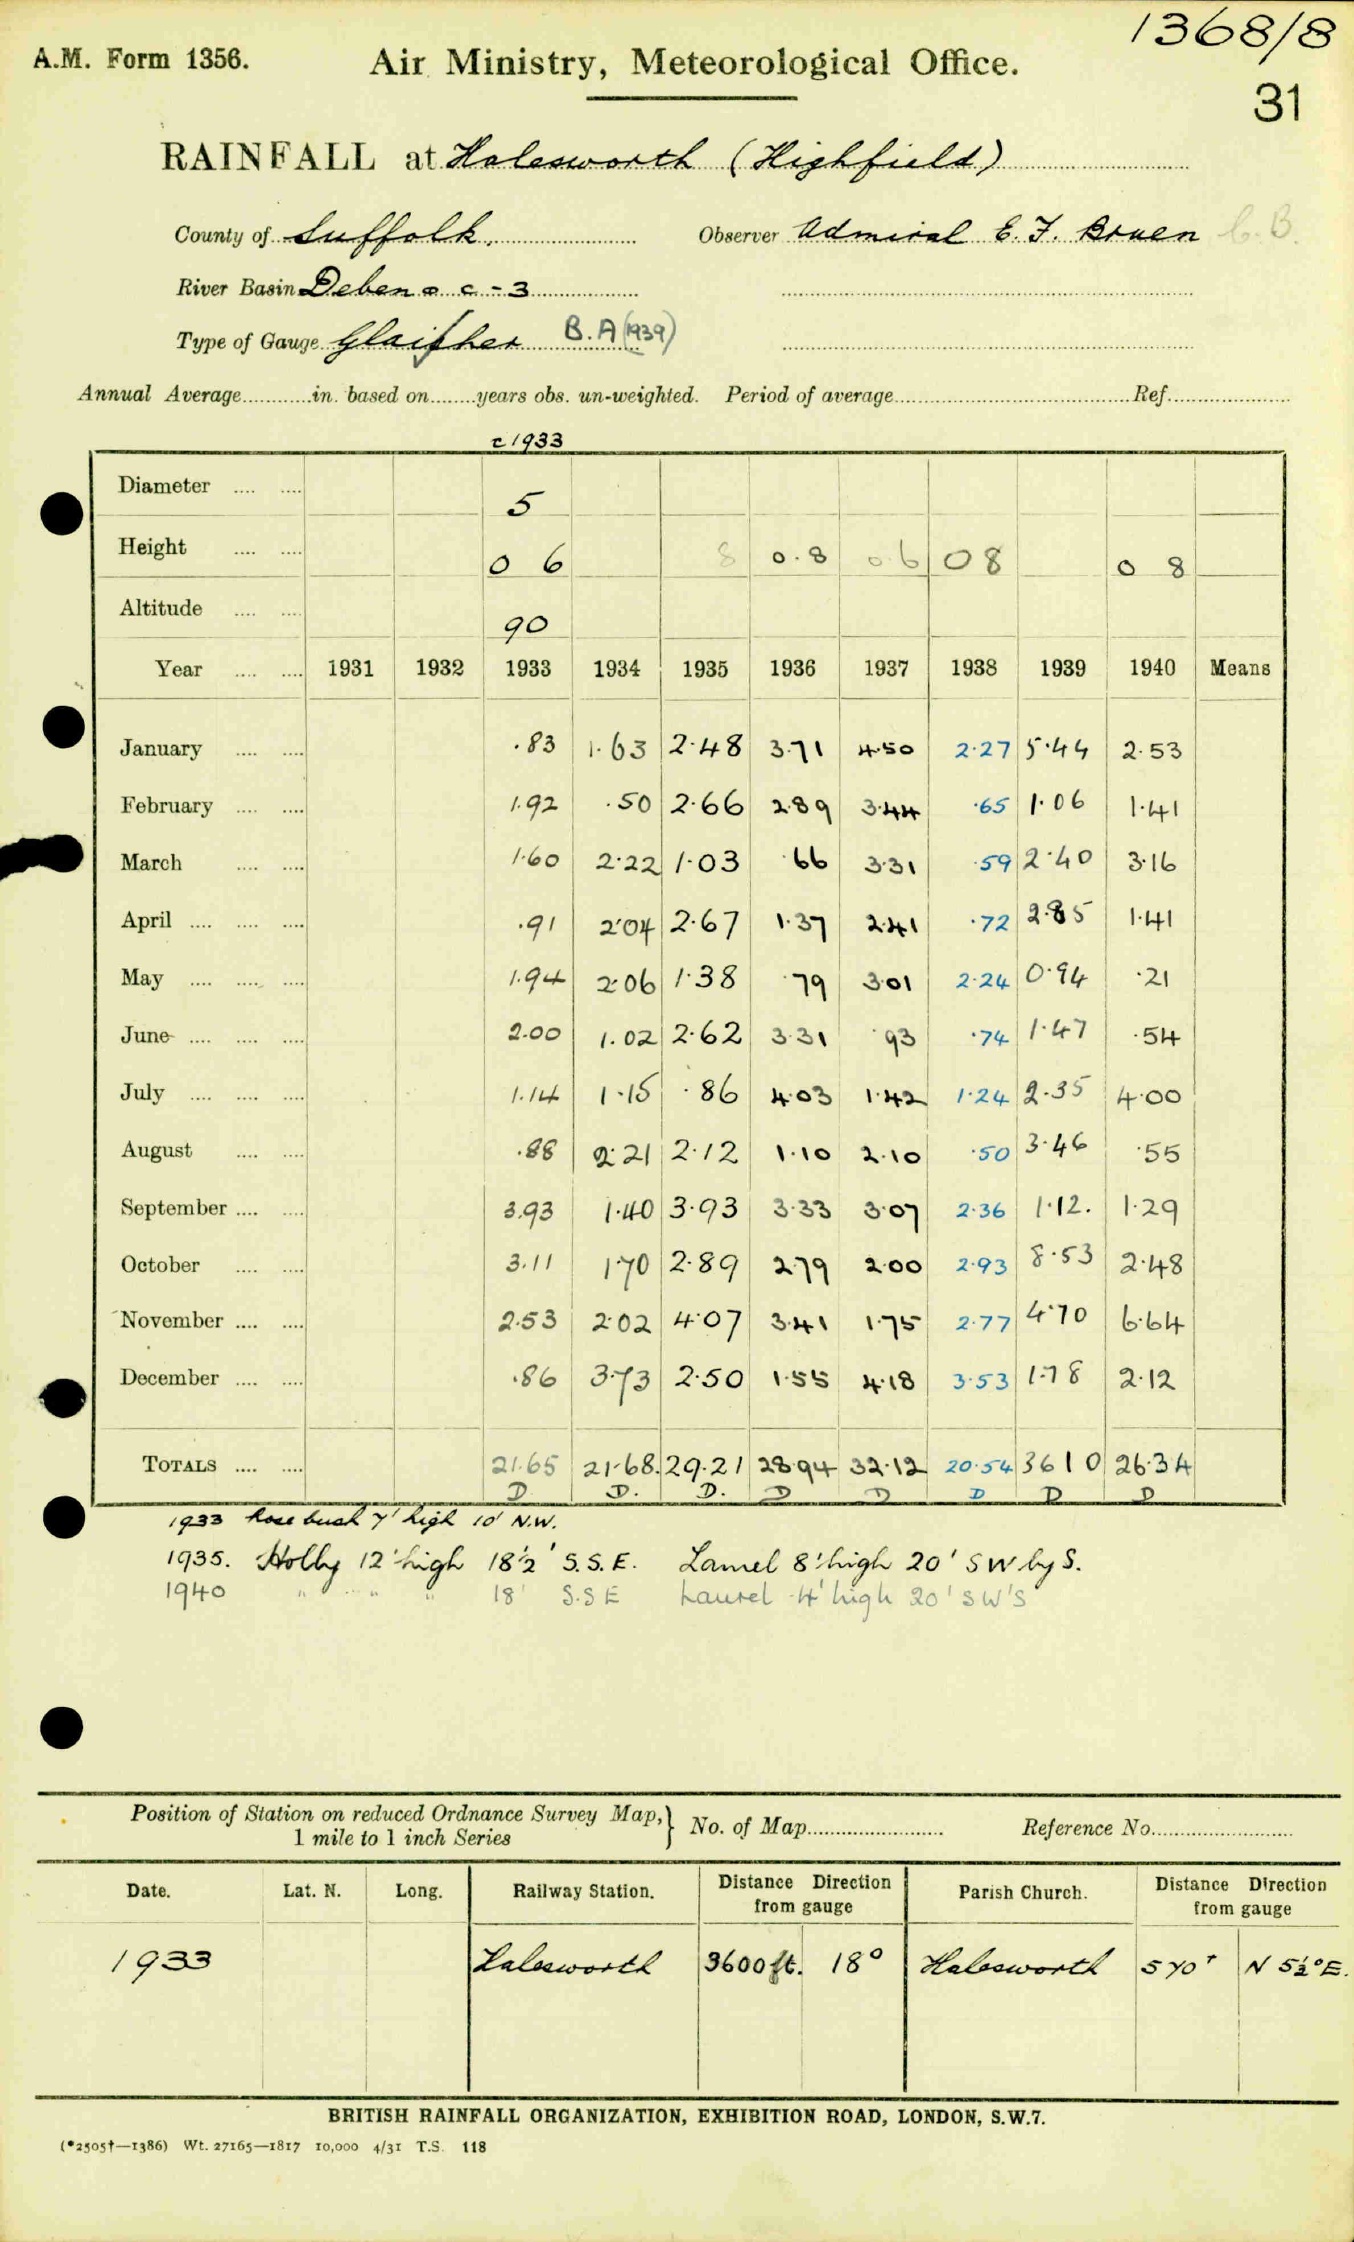 1368/8
A.M. Form 1356. Air Ministry, Meteorological Office.
31
RAINFALL at Halesworth (Highfield)
County of Suffolk. Observer Admiral E. F. Bruen C.B.
River Basin Deben & c - 3
Type of Gauge Glaisher B.A (1939)
Annual Average............in. based on........years obs. un-weighted. Period of average........................................Ref.....................
c 1933
Diameter .... .... 5
Height .... .... 0 6 8 0.8 0.6 08 0 8
Altitude .... .... 90
Year .... .... 1931 1932 1933 1934 1935 1936 1937 1938 1939 1940 Means
January .... .... .83 1.63 2.48 3.71 4.50 2.27 5.44 2.53
February .... .... 1.92 .50 2.66 2.89 3.44 .65 1.06 1.41
March .... .... 1.60 2.22 1.03 .66 3.31 .59 2.40 3.16
April .... .... .... .91 2.04 2.67 1.37 2.41 .72 2.85 1.41
May .... .... .... 1.94 2.06 1.38 .79 3.01 2.24 0.94 .21
June .... .... .... 2.00 1.02 2.62 3.31 .93 .74 1.47 .54
July .... .... .... 1.14 1.15 .86 4.03 1.42 1.24 2.35 4.00
August .... .... .88 2.21 2.12 1.10 2.10 .50 3.46 .55
September .... .... 3.93 1.40 3.93 3.33 3.07 2.36 1.12. 1.29
October .... .... 3.11 1.70 2.89 2.79 2.00 2.93 8.53 2.48
November .... .... 2.53 2.02 4.07 3.41 1.75 2.77 4.70 6.64
December .... .... .86 3.73 2.50 1.55 4.18 3.53 1.78 2.12
TOTALS .... .... 21.65 21.68. 29.21 28.94 32.12 20.54 36 10 26.34
D D. D. D D D D D
1933 Rose bush 7' high 10' N.W.
1935. Holly 12' high 18½' S.S.E. Laurel 8' high 20' SW by S.
1940 " " " 18' S.S E Laurel 4' high 20' SW'S
Position of Station on reduced Ordnance Survey Map,} No. of Map........................ Reference No.........................
1 mile to 1 inch Series
Date. Lat. N. Long. Railway Station. Distance Direction from gauge Parish Church. Distance Direction from gauge
1933 Halesworth 3600 ft. 18° Halesworth 570' N 5½° E.
BRITISH RAINFALL ORGANIZATION, EXHIBITION ROAD, LONDON, S.W.7.
(*2505†—1386) Wt. 27165—1817 10,000 4/31 T.S. 118